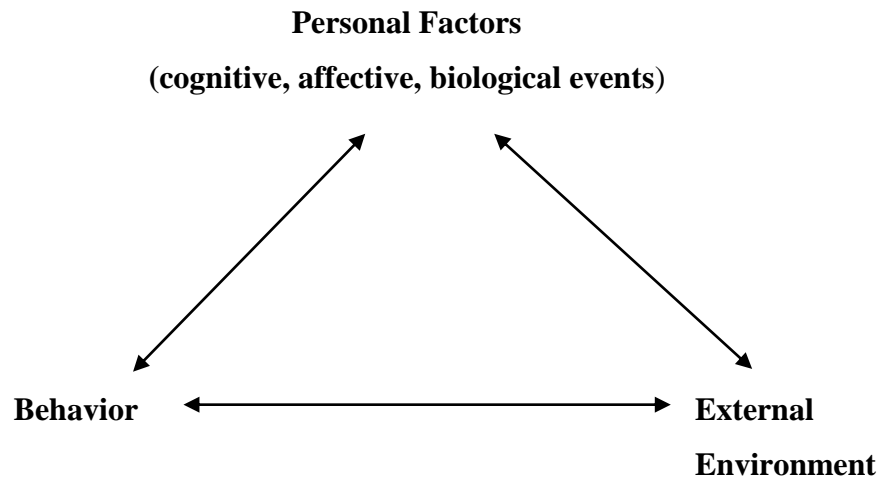 Personal Factors
(cognitive, affective, biological events)
Behavior
External
Environment